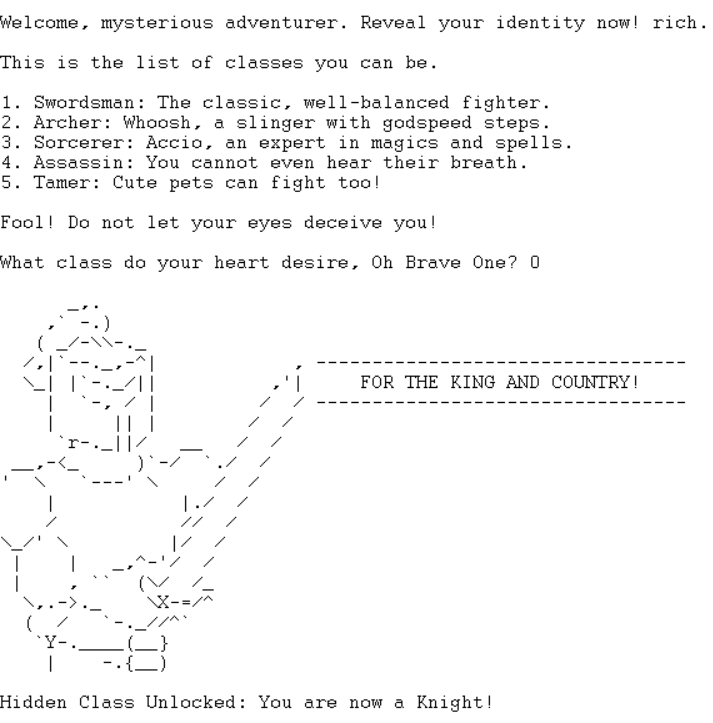 Welcome, mysterious adventurer. Reveal your identity now! rich.
This is the list of classes you can be.
1. Swordsman: The classic, well-balanced fighter.
2. Archer: Whoosh, a slinger with godspeed steps.
3. Sorcerer: Accio, an expert in magics and spells.
4. Assassin: You cannot even hear their breath.
5. Tamer: Cute pets can fight too!
Fool! Do not let your eyes deceive you!
What class do your heart desire, Oh Brave One? 0
FOR THE KING AND COUNTRY!
Hidden Class Unlocked: You are now a Knight!